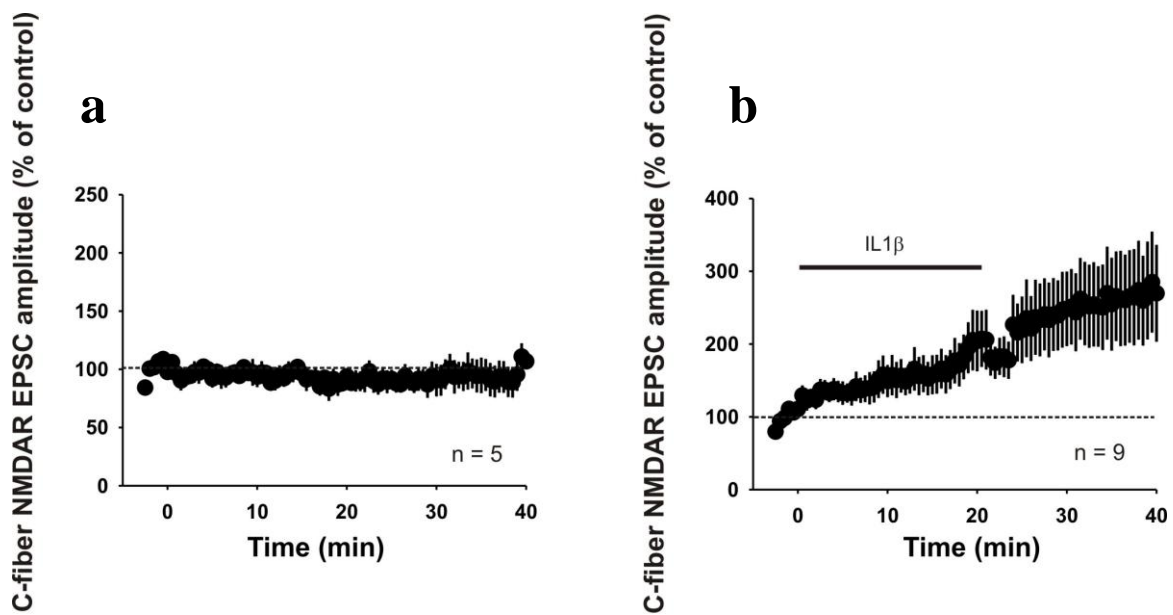 a
C-fiber NMDAR EPSC amplitude (% of control)
250
200
150
100
50
0
n = 5
0
10
20
30
40
Time (min)
b
C-fiber NMDAR EPSC amplitude (% of control)
400
300
200
100
0
IL1β
n = 9
0
10
20
30
40
Time (min)